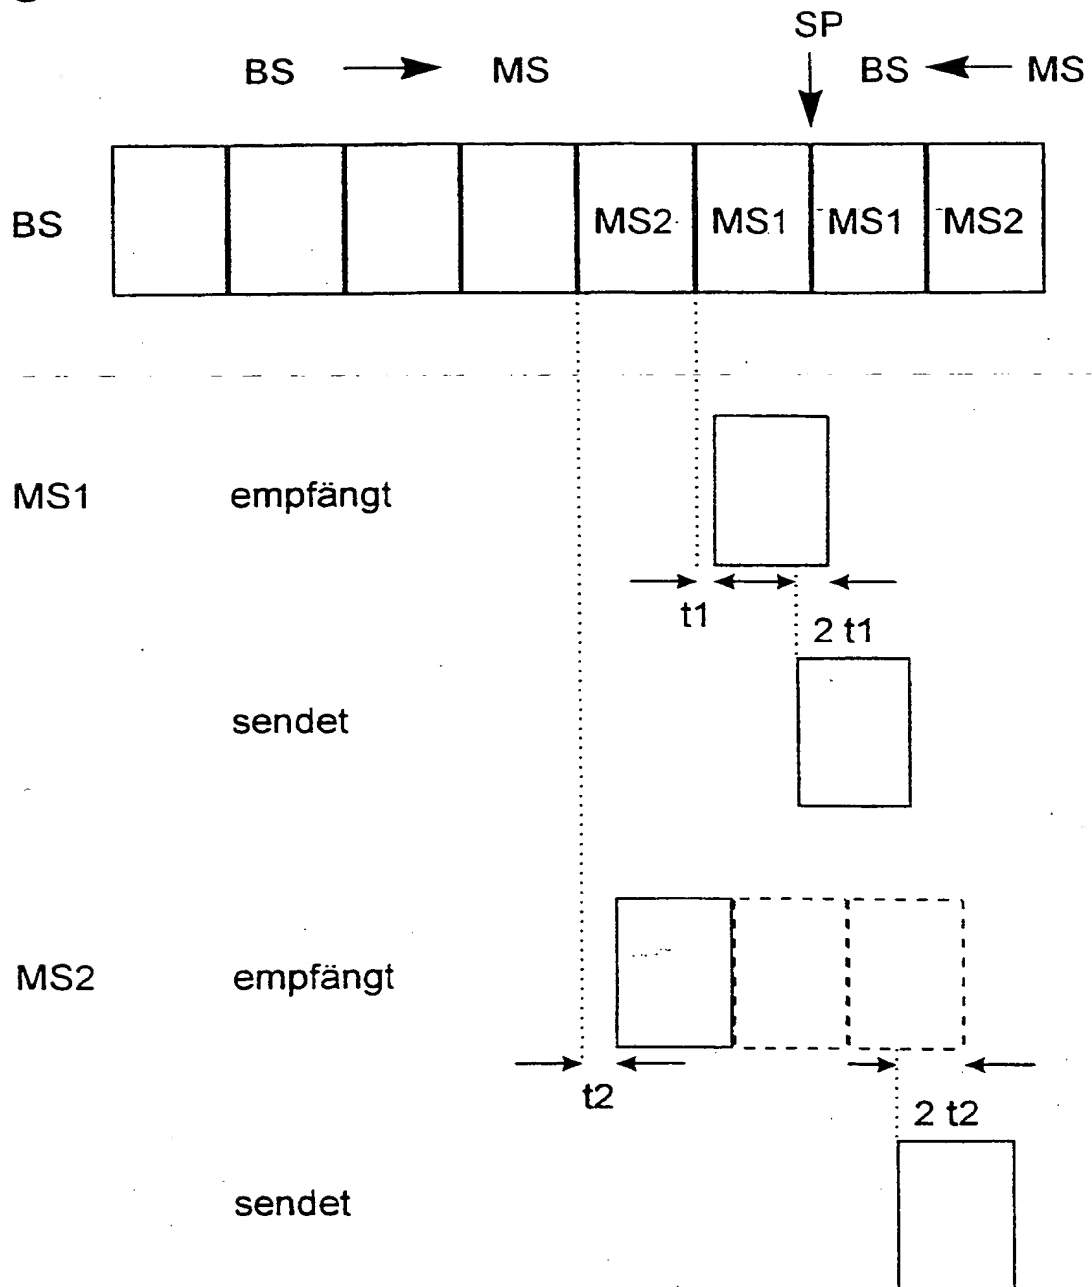 SP
BS MS BS MS
BS MS2 MS1 MS1 MS2
MS1 empfängt
t1
2 t1
sendet
MS2 empfängt
t2
2 t2
sendet